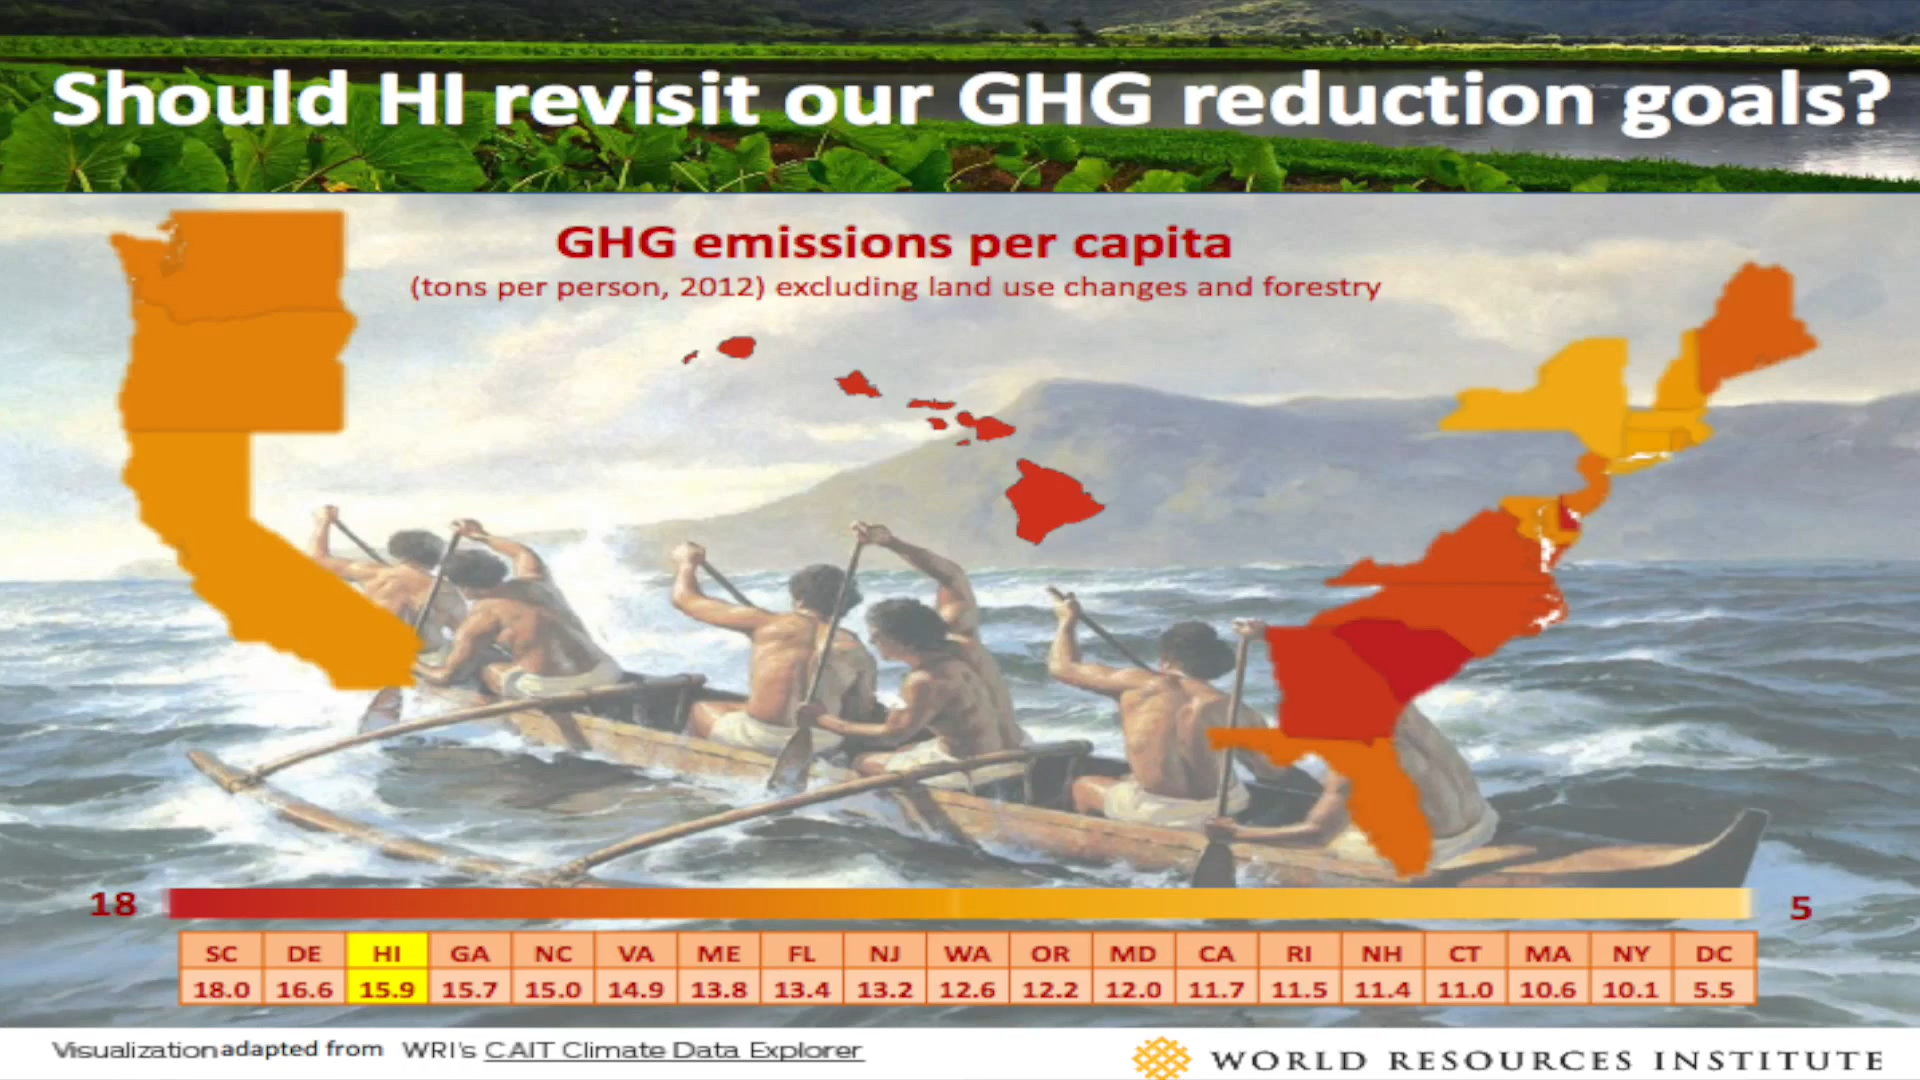 Should HI revisit our GHG reduction goals?
GHG emissions per capita
(tons per person, 2012) excluding land use changes and forestry
18
5
SC DE HI GA NC VA ME FL NJ WA OR MD CA RI NH CT MA NY DC
18.0 16.6 15.9 15.7 15.0 14.9 13.8 13.4 13.2 12.6 12.2 12.0 11.7 11.5 11.4 11.0 10.6 10.1 5.5
Visualization adapted from WRI's CAIT Climate Data Explorer
WORLD RESOURCES INSTITUTE